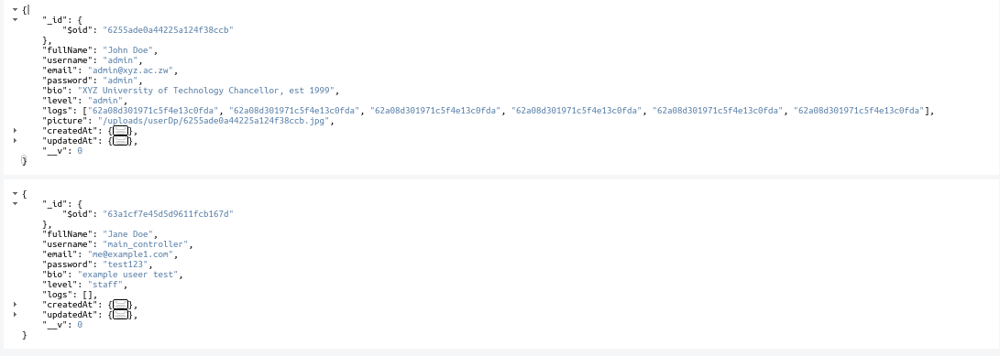 {
"_id": {
"$oid": "6255ade0a44225a124f38ccb"
},
"fullName": "John Doe",
"username": "admin",
"email": "admin@xyz.ac.zw",
"password": "admin",
"bio": "XYZ University of Technology Chancellor, est 1999",
"level": "admin",
"logs": ["62a08d301971c5f4e13c0fda", "62a08d301971c5f4e13c0fda", "62a08d301971c5f4e13c0fda", "62a08d301971c5f4e13c0fda", "62a08d301971c5f4e13c0fda", "62a08d301971c5f4e13c0fda"],
"picture": "/uploads/userDp/6255ade0a44225a124f38ccb.jpg",
"createdAt": {},
"updatedAt": {},
"__v": 0
}
{
"_id": {
"$oid": "63a1cf7e45d5d9611fcb167d"
},
"fullName": "Jane Doe",
"username": "main_controller",
"email": "me@example1.com",
"password": "test123",
"bio": "example useer test",
"level": "staff",
"logs": [],
"createdAt": {},
"updatedAt": {},
"__v": 0
}